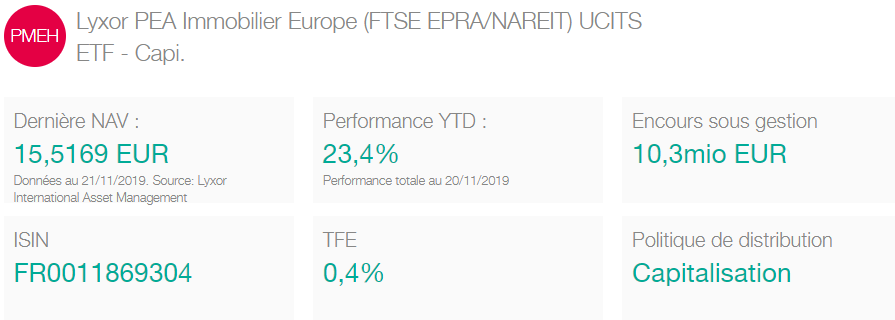 PMEH
Lyxor PEA Immobilier Europe (FTSE EPRA/NAREIT) UCITS
ETF - Capi.
Dernière NAV :
15,5169 EUR
Données au 21/11/2019. Source: Lyxor
International Asset Management
Performance YTD :
23,4%
Performance totale au 20/11/2019
Encours sous gestion
10,3mio EUR
ISIN
FR0011869304
TFE
0,4%
Politique de distribution
Capitalisation